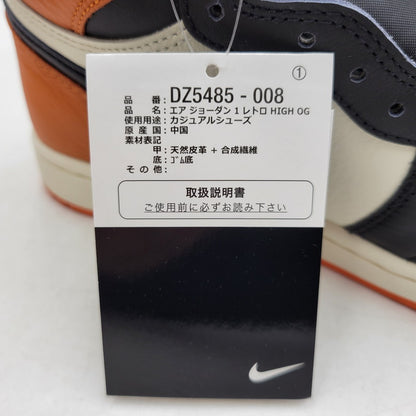 ①
品 番 : DZ5485 - 008
品 名 : エア ジョーダン 1 レトロ HIGH OG
使用用途 : カジュアルシューズ
原 産 国 : 中国
素材表記
甲 : 天然皮革 + 合成繊維
底 : ゴム底
そ の 他 :
取扱説明書
ご使用前に必ずお読み下さい